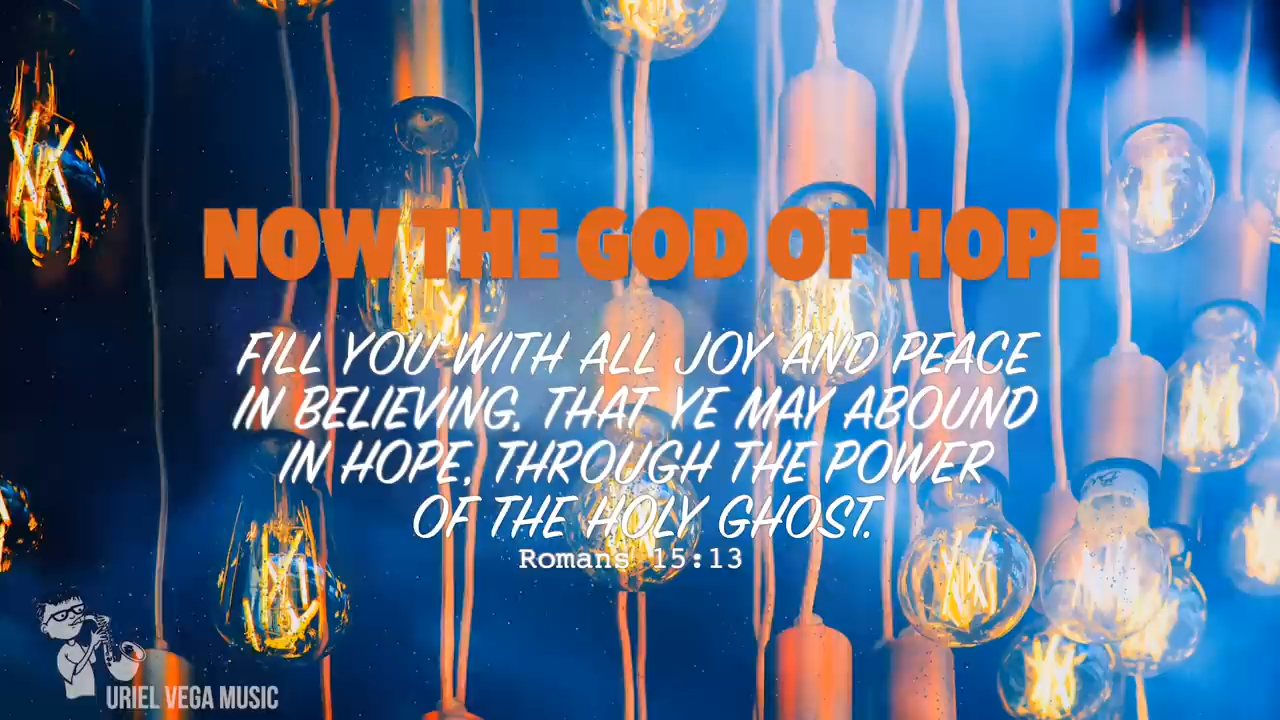 NOW THE GOD OF HOPE
FILL YOU WITH ALL JOY AND PEACE
IN BELIEVING, THAT YE MAY ABOUND
IN HOPE, THROUGH THE POWER
OF THE HOLY GHOST.
Romans 15:13
URIEL VEGA MUSIC